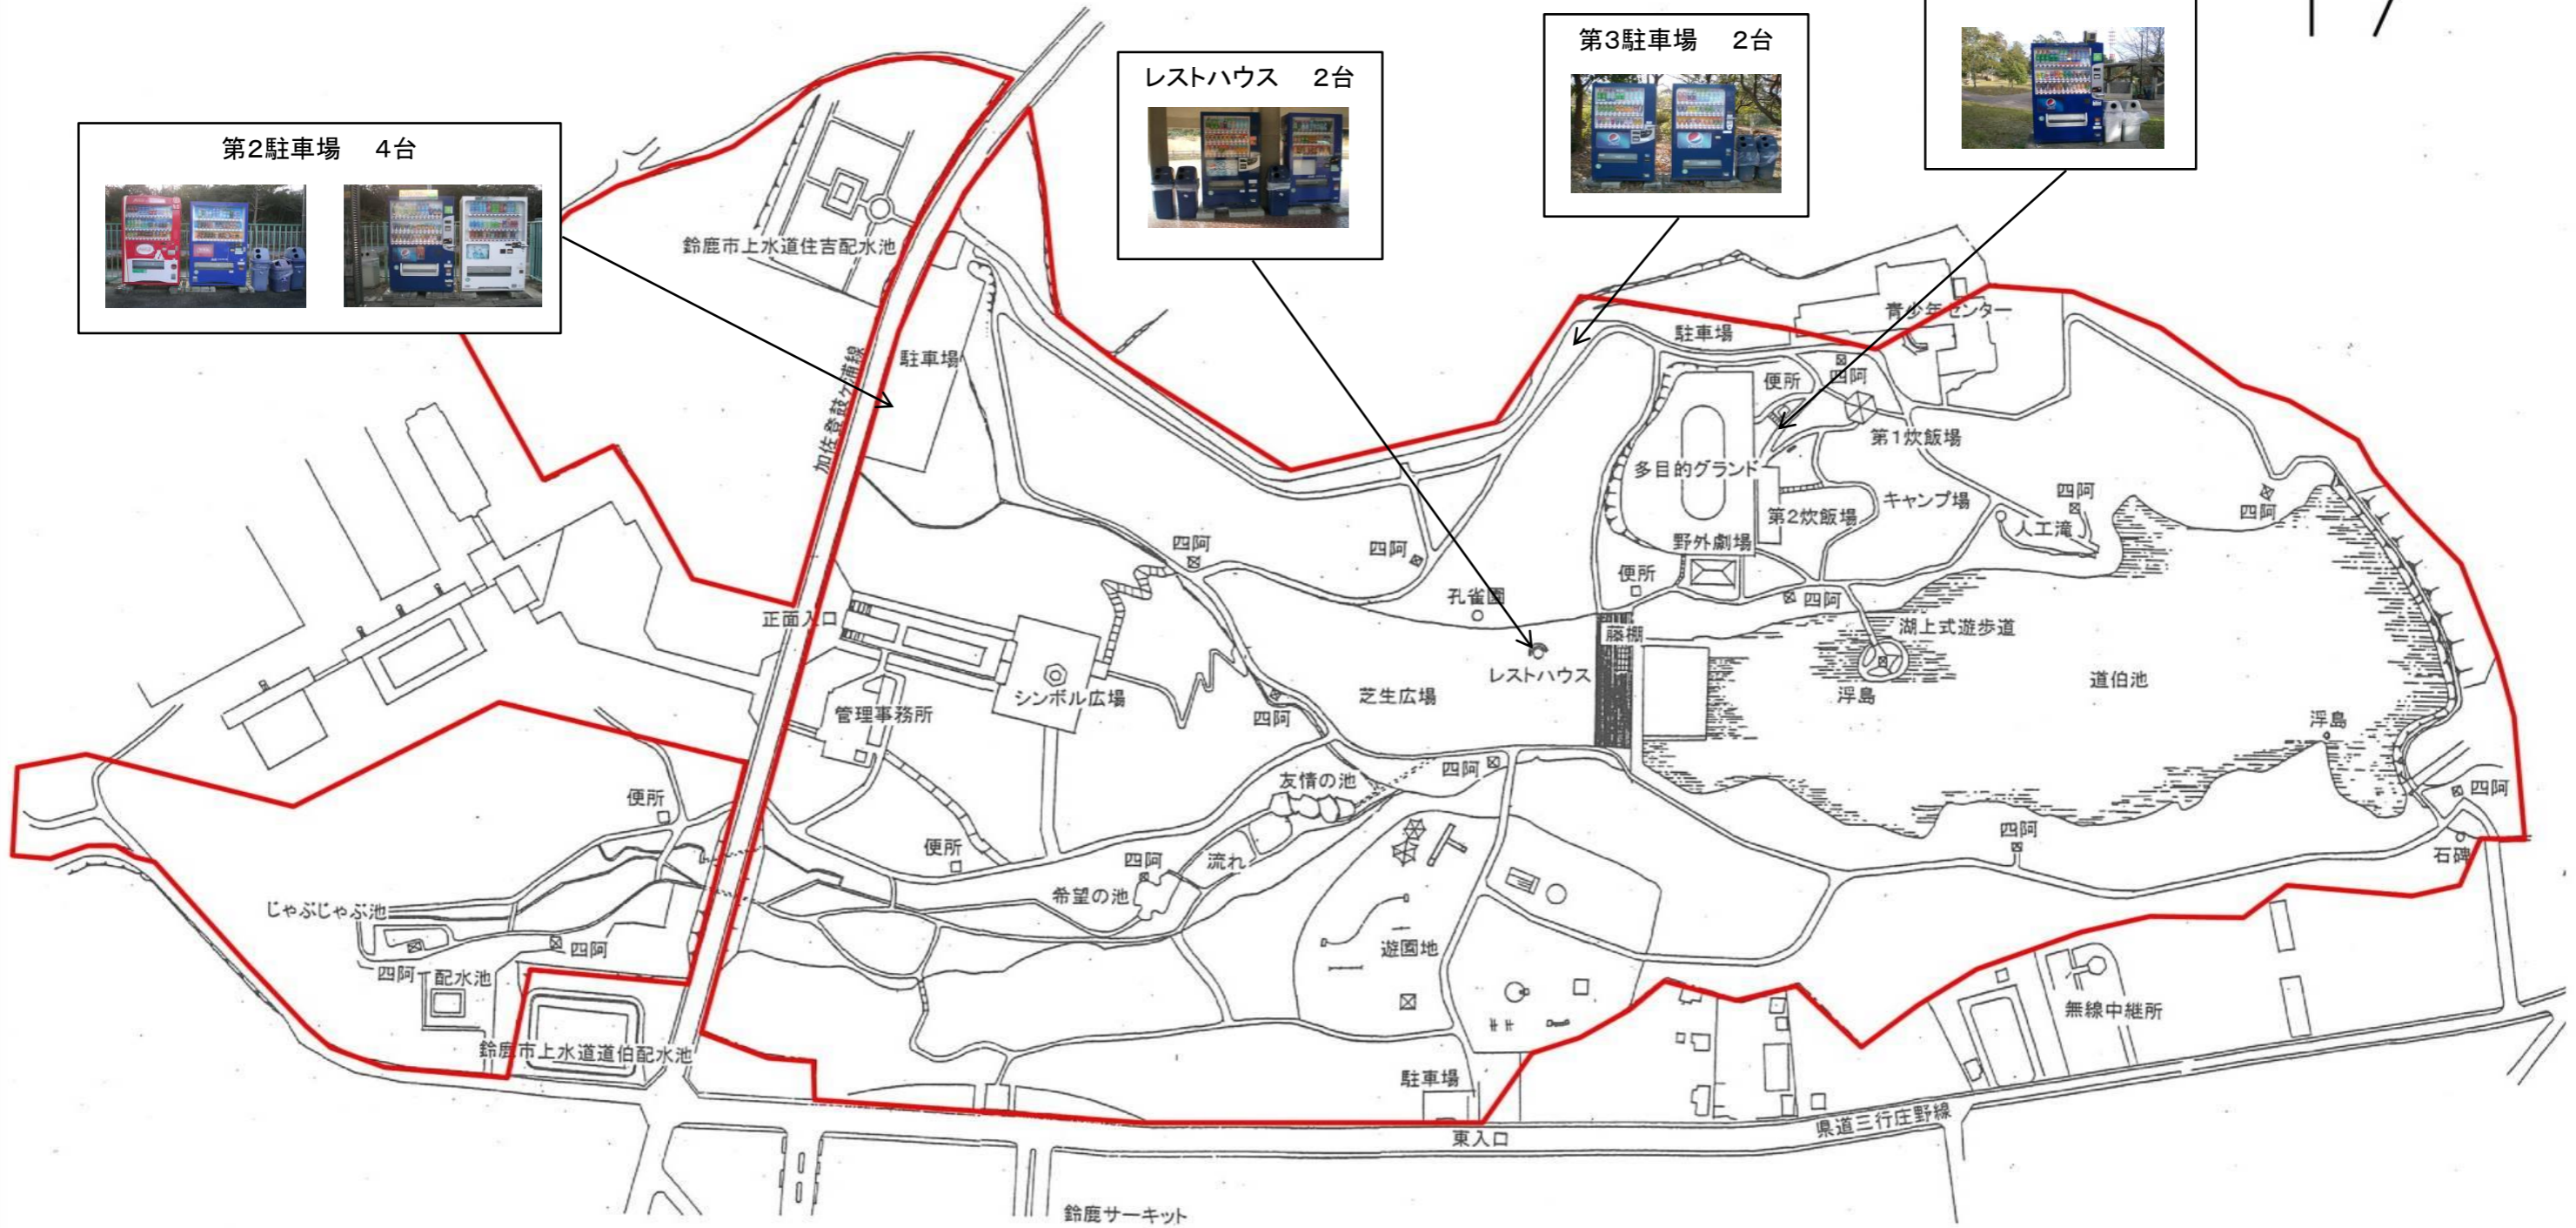 第3駐車場　2台
レストハウス　2台
第2駐車場　4台
鈴鹿市上水道住吉配水池
加佐登鼓ケ浦線
駐車場
駐車場
青少年センター
便所
四阿
第1炊飯場
多目的グランド
キャンプ場
四阿
四阿
第2炊飯場
人工滝
野外劇場
四阿
四阿
便所
孔雀園
四阿
正面入口
藤棚
湖上式遊歩道
レストハウス
道伯池
シンボル広場
芝生広場
浮島
管理事務所
四阿
浮島
四阿
友情の池
便所
四阿
四阿
便所
四阿
流れ
石碑
希望の池
じゃぶじゃぶ池
四阿
遊園地
四阿
配水池
無線中継所
鈴鹿市上水道道伯配水池
駐車場
東入口
県道三行庄野線
鈴鹿サーキット